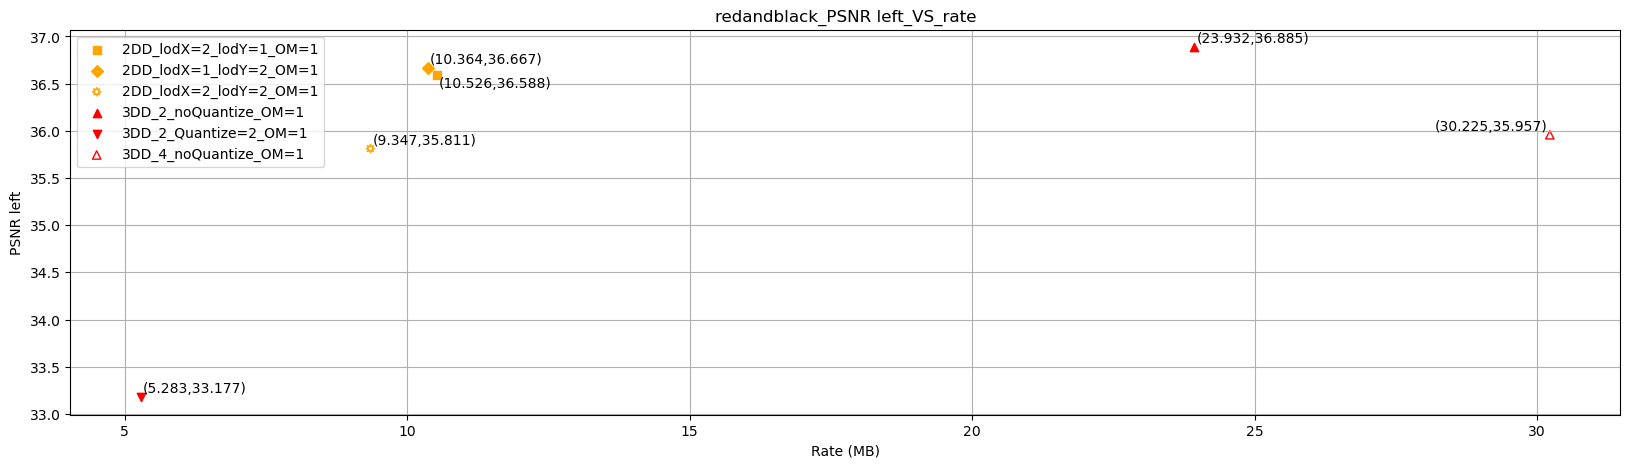 redandblack_PSNR left_VS_rate
37.0
36.5
36.0
35.5
35.0
34.5
34.0
33.5
33.0
PSNR left
2DD_lodX=2_lodY=1_OM=1
2DD_lodX=1_lodY=2_OM=1
2DD_lodX=2_lodY=2_OM=1
3DD_2_noQuantize_OM=1
3DD_2_Quantize=2_OM=1
3DD_4_noQuantize_OM=1
(10.364,36.667)
(10.526,36.588)
(9.347,35.811)
(23.932,36.885)
(30.225,35.957)
(5.283,33.177)
5
10
15
20
25
30
Rate (MB)